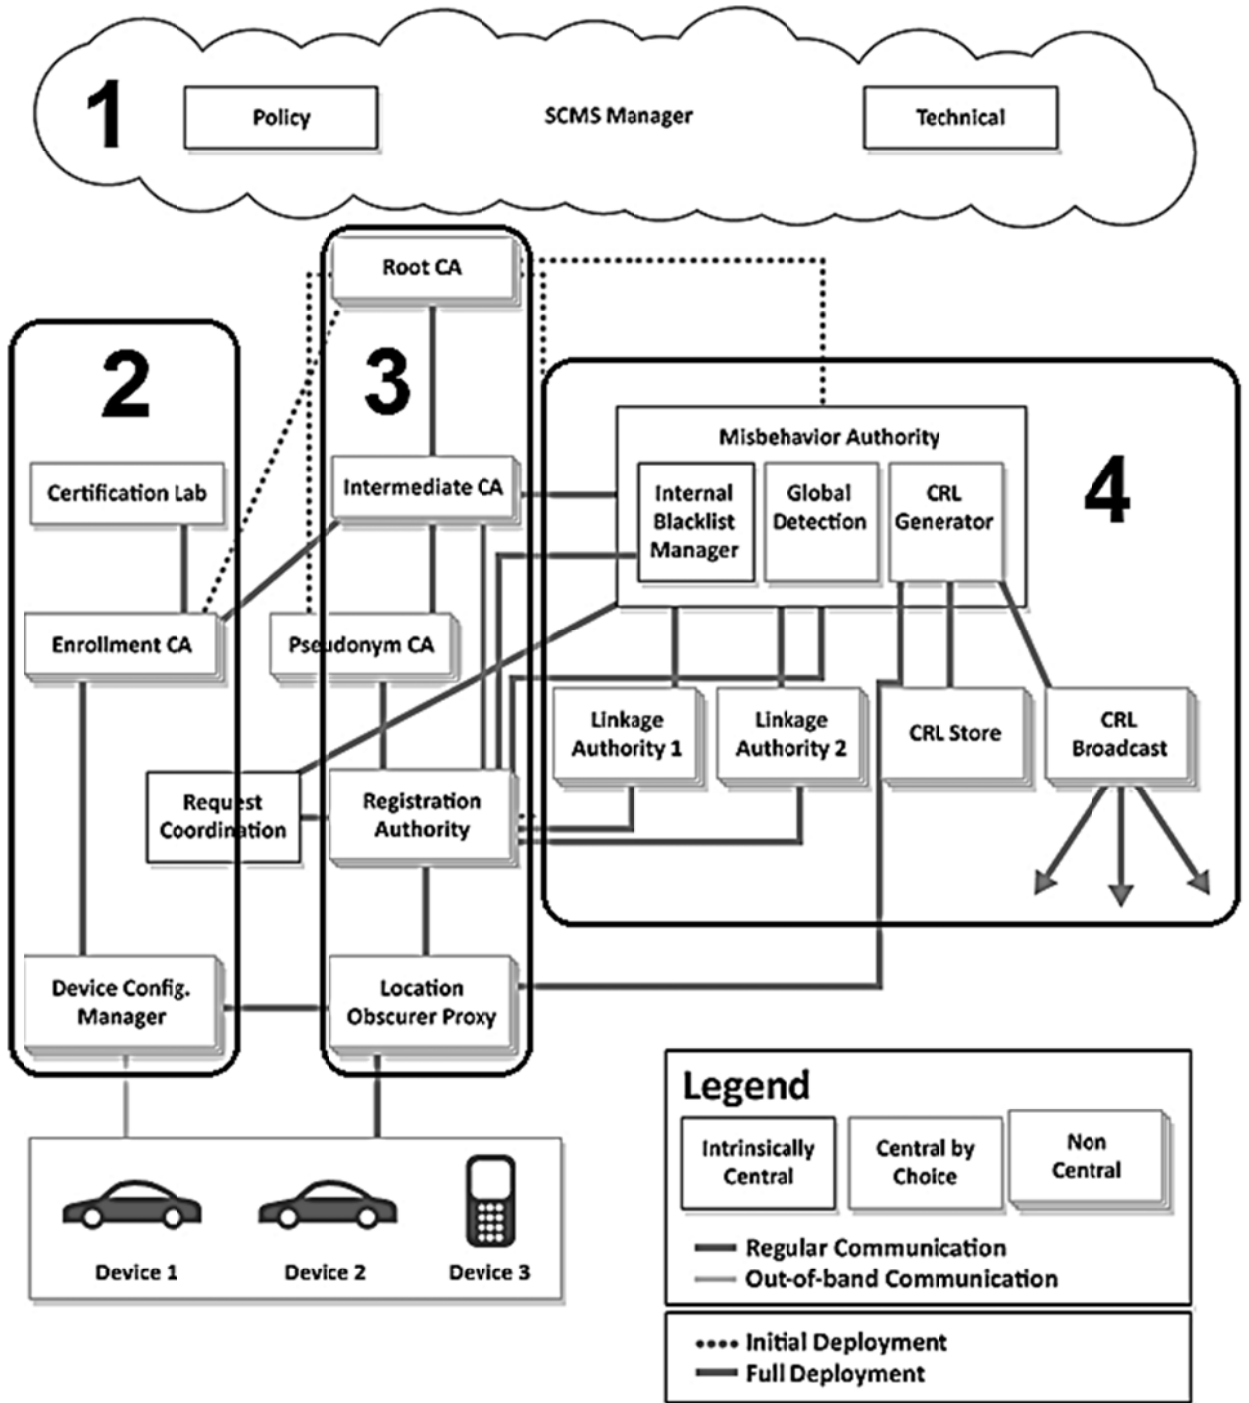 1
Policy
SCMS Manager
Technical
Root CA
2
3
4
Misbehavior Authority
Certification Lab
Intermediate CA
Internal
Blacklist
Manager
Global
Detection
CRL
Generator
Enrollment CA
Pseudonym CA
Linkage
Authority 1
Linkage
Authority 2
CRL Store
CRL
Broadcast
Request
Coordination
Registration
Authority
Device Config.
Manager
Location
Obscurer Proxy
Device 1
Device 2
Device 3
Legend
Intrinsically
Central
Central by
Choice
Non
Central
Regular Communication
Out-of-band Communication
Initial Deployment
Full Deployment